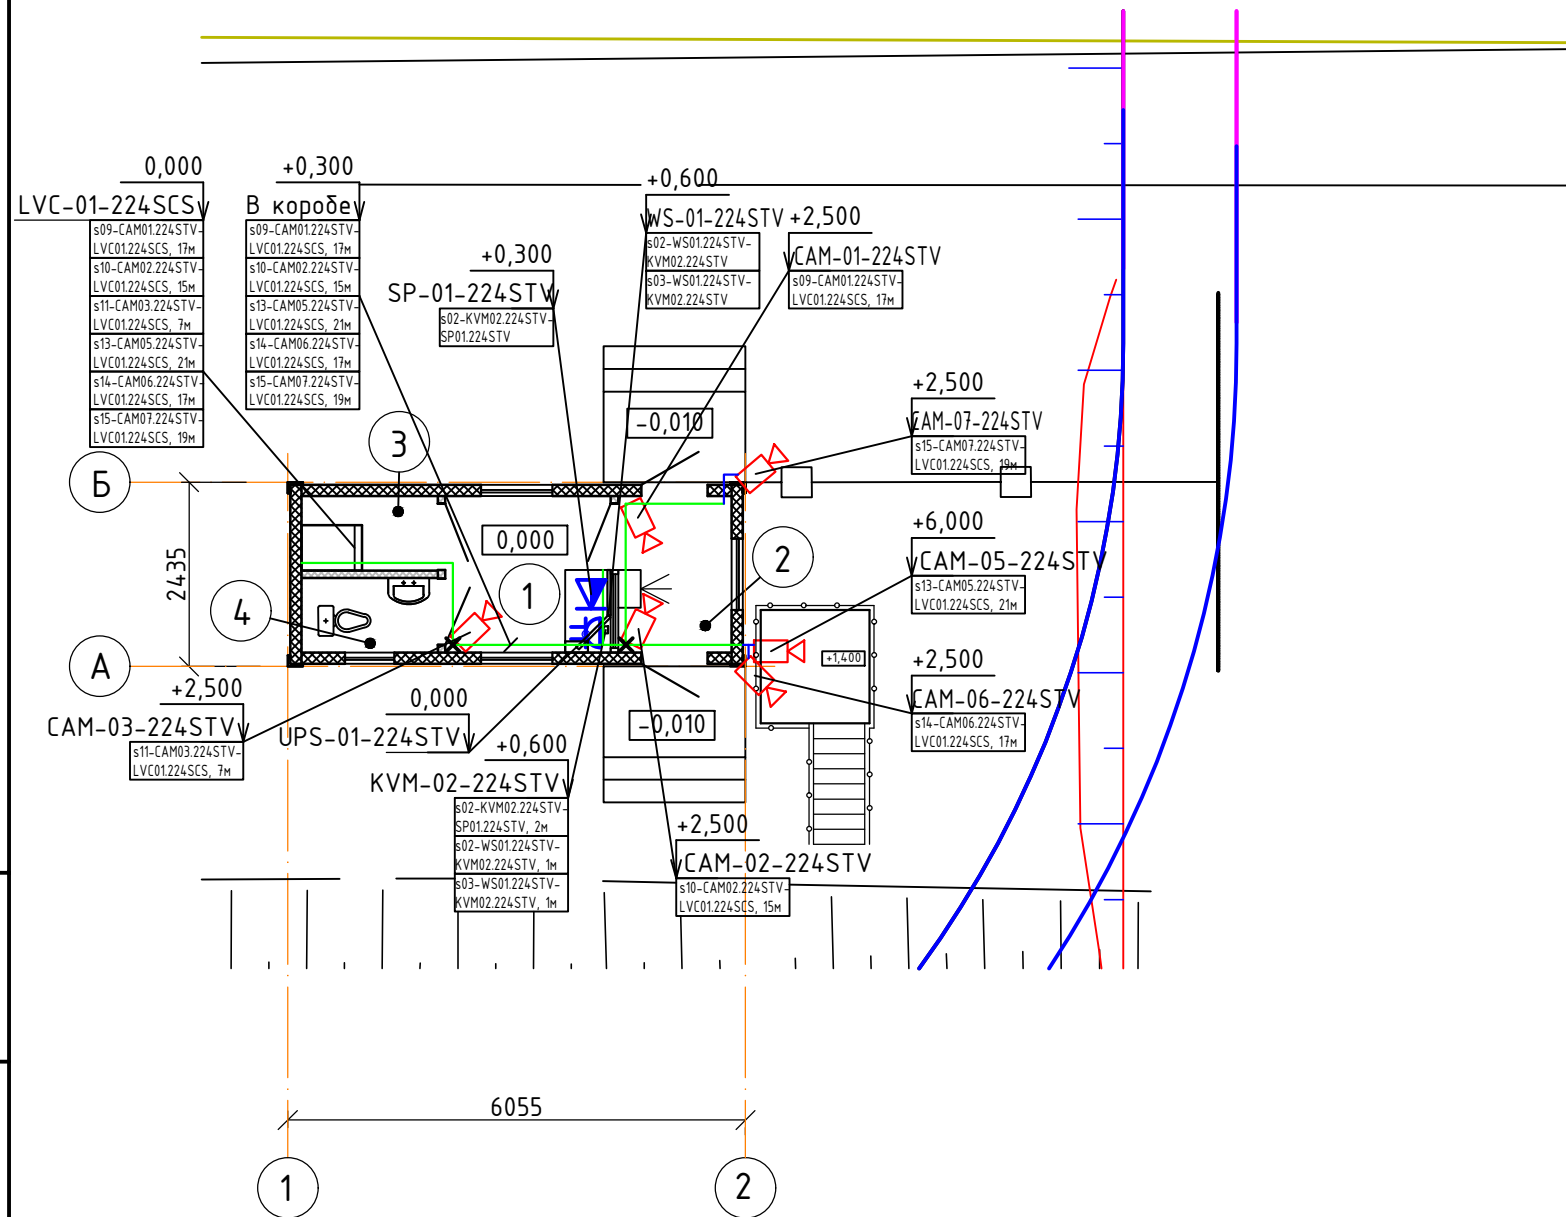 0,000
LVC-01-224SCS
s09-CAM01.224STV-
LVC01.224SCS, 17м
s10-CAM02.224STV-
LVC01.224SCS, 15м
s11-CAM03.224STV-
LVC01.224SCS, 7м
s13-CAM05.224STV-
LVC01.224SCS, 21м
s14-CAM06.224STV-
LVC01.224SCS, 17м
s15-CAM07.224STV-
LVC01.224SCS, 19м
+0,300
В коробе
s09-CAM01.224STV-
LVC01.224SCS, 17м
s10-CAM02.224STV-
LVC01.224SCS, 15м
s13-CAM05.224STV-
LVC01.224SCS, 21м
s14-CAM06.224STV-
LVC01.224SCS, 17м
s15-CAM07.224STV-
LVC01.224SCS, 19м
+0,300
SP-01-224STV
s02-KVM02.224STV-
SP01.224STV
+0,600
WS-01-224STV
s02-WS01.224STV-
KVM02.224STV
s03-WS01.224STV-
KVM02.224STV
+2,500
CAM-01-224STV
s09-CAM01.224STV-
LVC01.224SCS, 17м
+2,500
CAM-07-224STV
s15-CAM07.224STV-
LVC01.224SCS, 19м
-0,010
3
Б
0,000
2
+6,000
CAM-05-224STV
s13-CAM05.224STV-
LVC01.224SCS, 21м
2435
4
1
А
+1,400
+2,500
CAM-06-224STV
s14-CAM06.224STV-
LVC01.224SCS, 17м
+2,500
CAM-03-224STV
s11-CAM03.224STV-
LVC01.224SCS, 7м
0,000
UPS-01-224STV
-0,010
+0,600
KVM-02-224STV
s02-KVM02.224STV-
SP01.224STV, 2м
s02-WS01.224STV-
KVM02.224STV, 1м
s03-WS01.224STV-
KVM02.224STV, 1м
+2,500
CAM-02-224STV
s10-CAM02.224STV-
LVC01.224SCS, 15м
6055
1
2